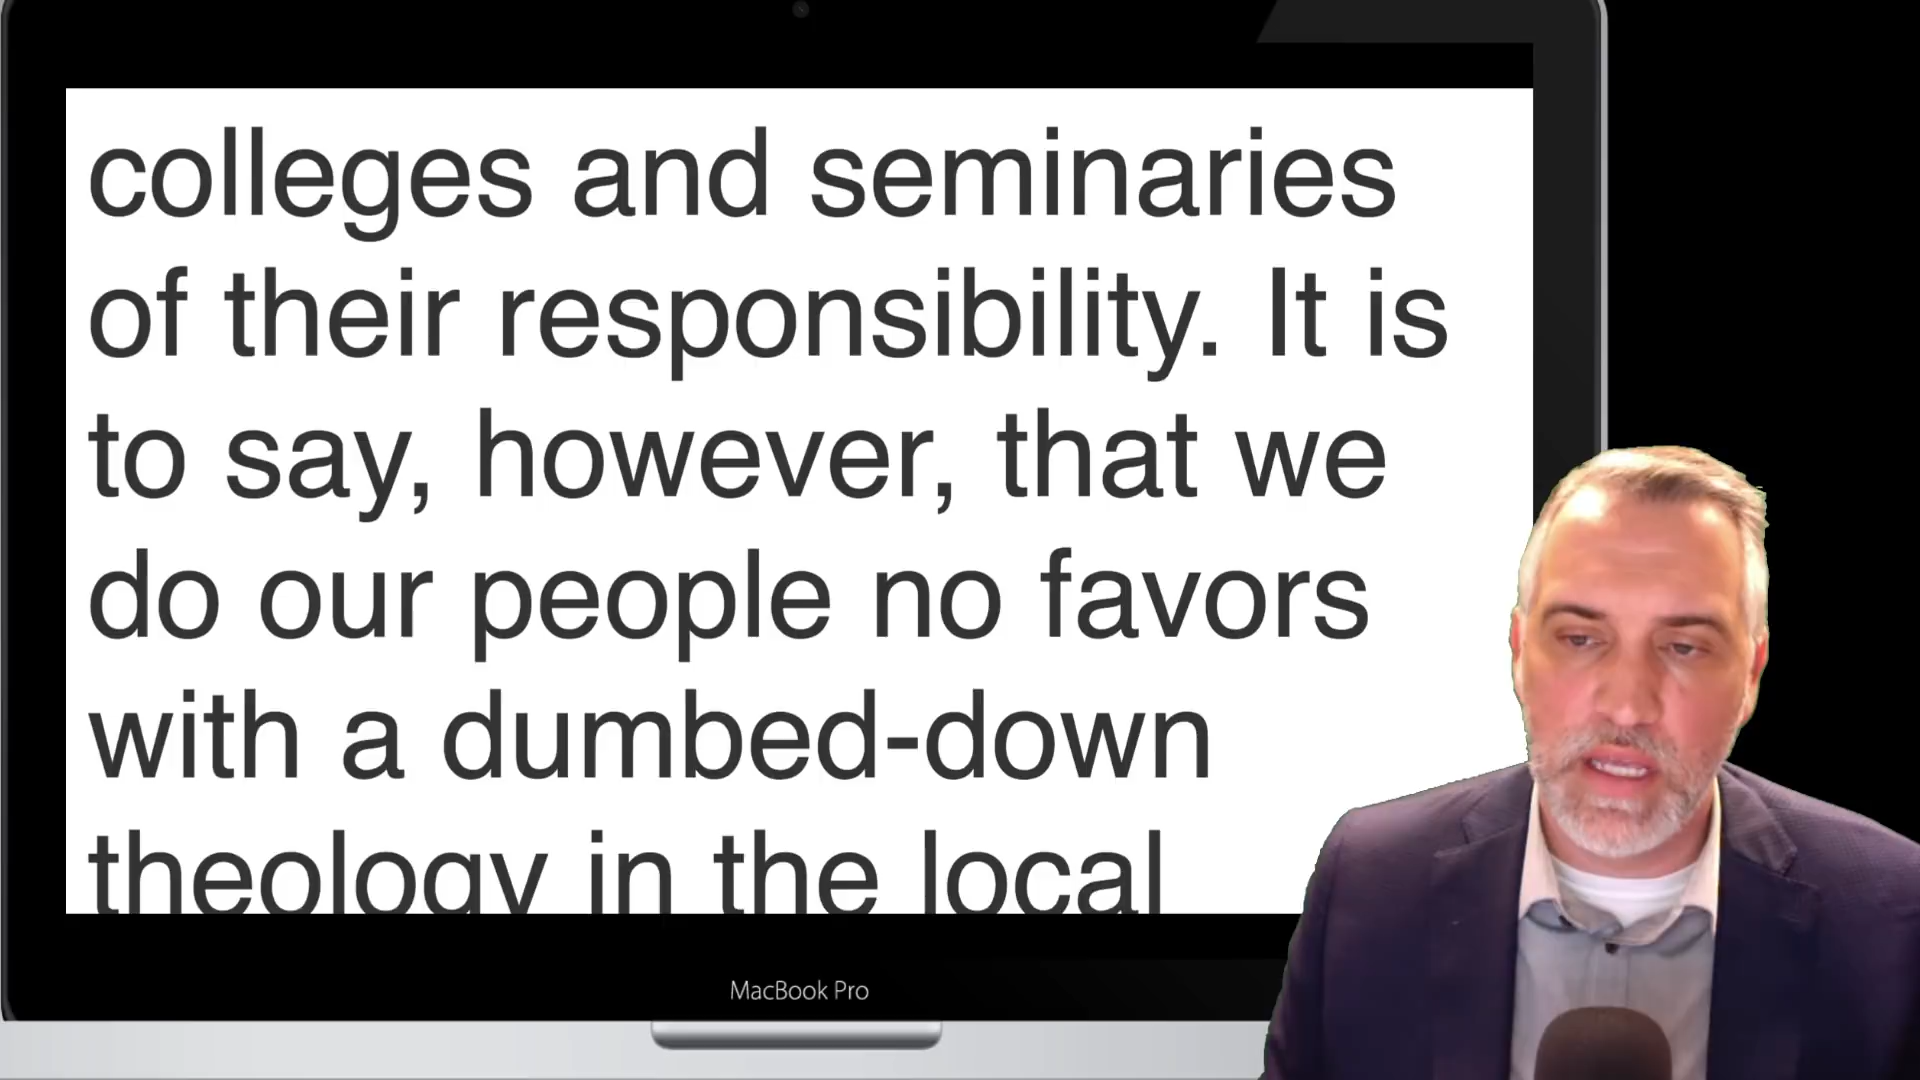 colleges and seminaries
of their responsibility. It is
to say, however, that we
do our people no favors
with a dumbed-down
theology in the local
MacBook Pro